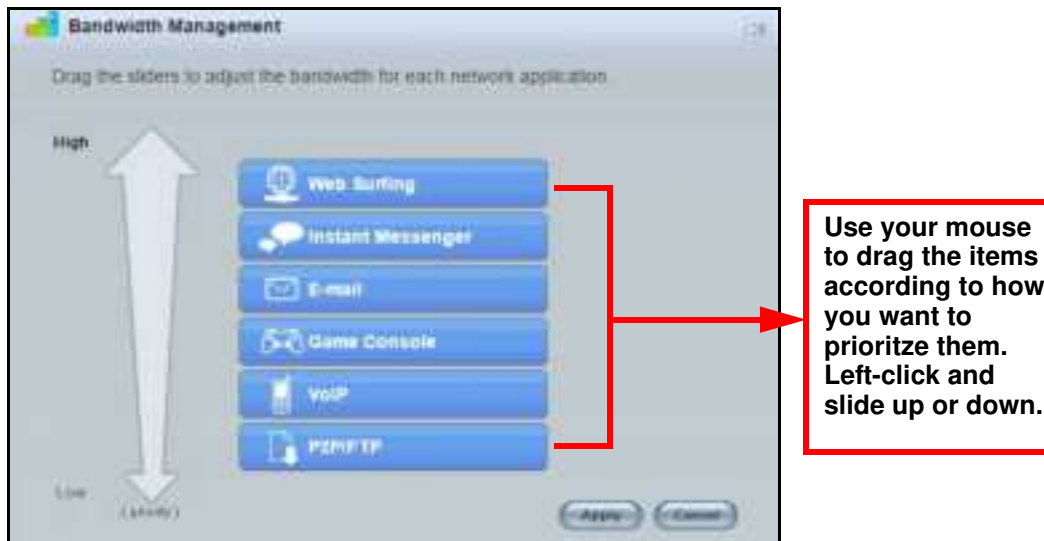 Bandwidth Management
Drag the sliders to adjust the bandwidth for each network application
High
Web Surfing
Instant Messenger
E-mail
Game Console
VoIP
P2P/FTP
Low
(priority)
Apply
Cancel
Use your mouse
to drag the items
according to how
you want to
prioritze them.
Left-click and
slide up or down.